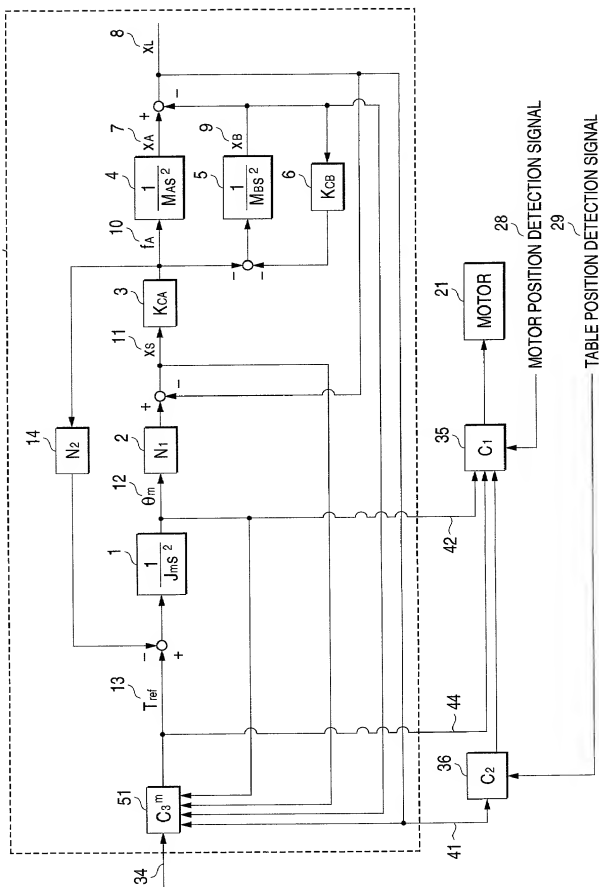 34
51
C3m
13
Tref
−
+
14
N2
1
1
JmS2
12
θm
2
N1
+
−
11
XS
3
KCA
10
fA
−
−
4
1
MAS2
7
XA
5
1
MBS2
9
XB
6
KCB
+
−
8
XL
41
36
C2
44
42
35
C1
21
MOTOR
28
MOTOR POSITION DETECTION SIGNAL
29
TABLE POSITION DETECTION SIGNAL